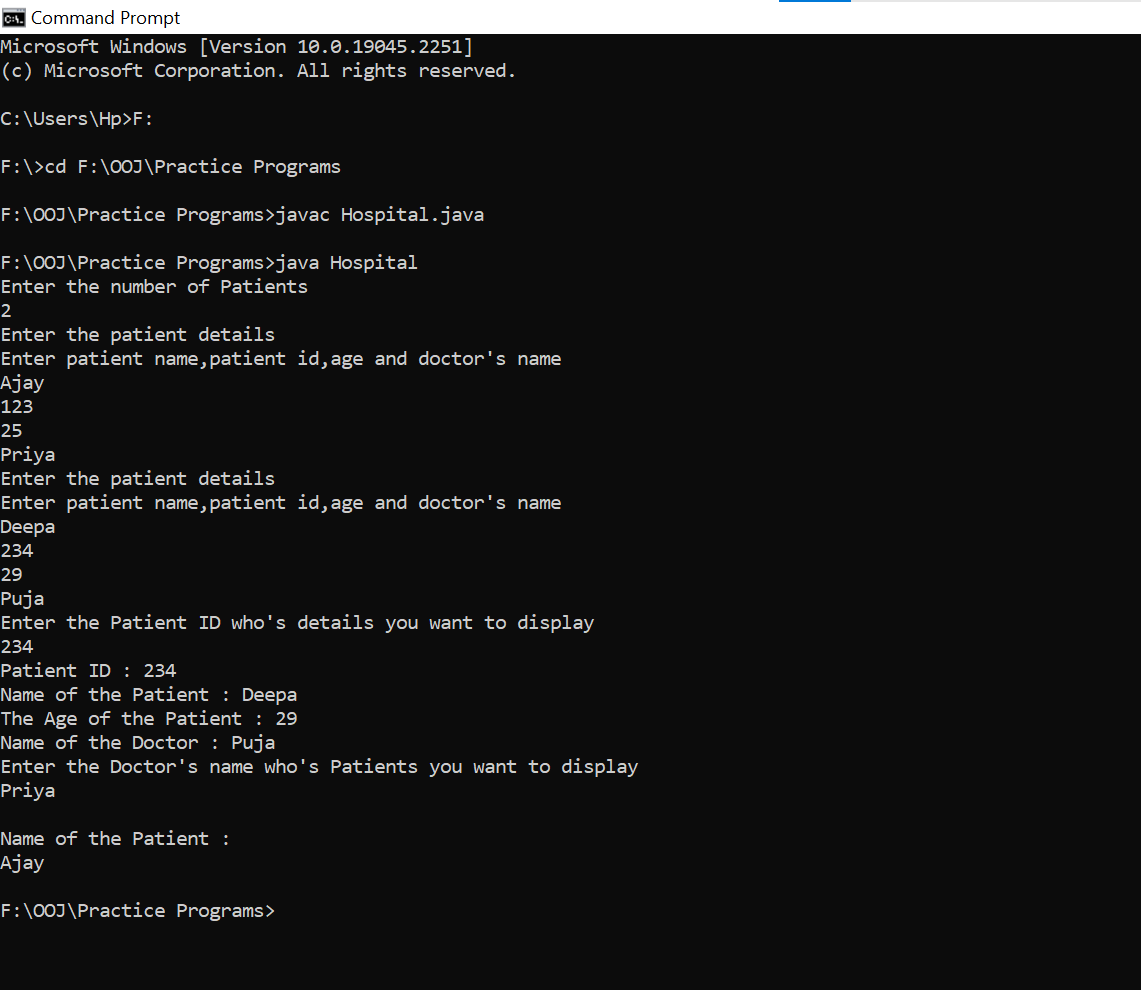 Command Prompt
Microsoft Windows [Version 10.0.19045.2251]
(c) Microsoft Corporation. All rights reserved.
C:\Users\Hp>F:
F:\>cd F:\OOJ\Practice Programs
F:\OOJ\Practice Programs>javac Hospital.java
F:\OOJ\Practice Programs>java Hospital
Enter the number of Patients
2
Enter the patient details
Enter patient name,patient id,age and doctor's name
Ajay
123
25
Priya
Enter the patient details
Enter patient name,patient id,age and doctor's name
Deepa
234
29
Puja
Enter the Patient ID who's details you want to display
234
Patient ID : 234
Name of the Patient : Deepa
The Age of the Patient : 29
Name of the Doctor : Puja
Enter the Doctor's name who's Patients you want to display
Priya
Name of the Patient :
Ajay
F:\OOJ\Practice Programs>